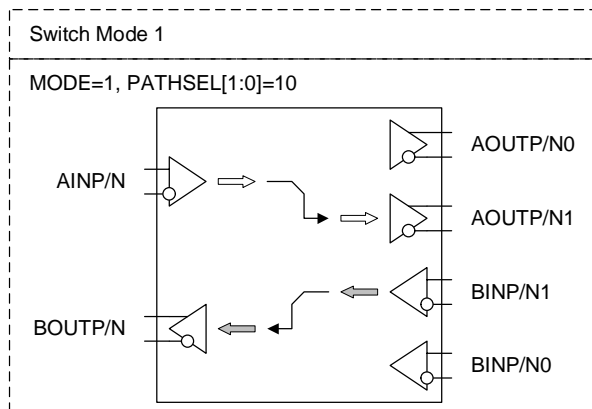 Switch Mode 1
MODE=1, PATHSEL[1:0]=10
AOUTP/N0
AINP/N
AOUTP/N1
BINP/N1
BOUTP/N
BINP/N0